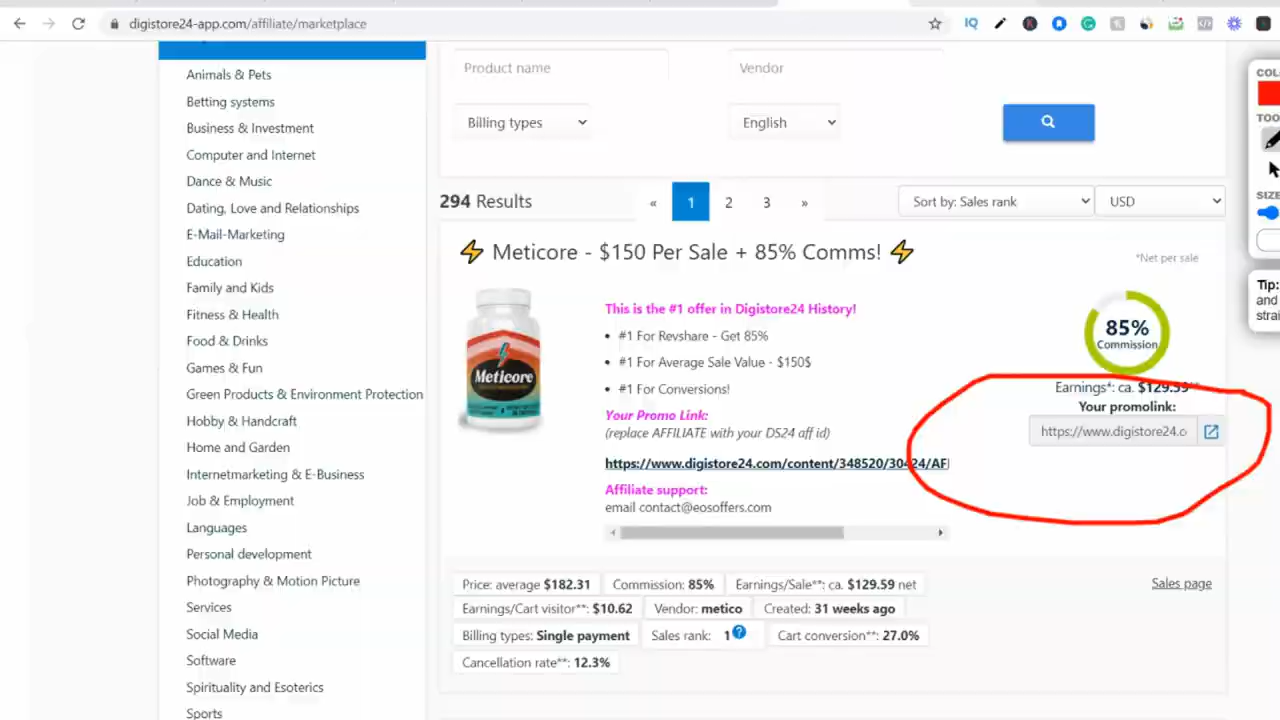 digistore24-app.com/affiliate/marketplace
IQ
Animals & Pets
Betting systems
Business & Investment
Computer and Internet
Dance & Music
Dating, Love and Relationships
E-Mail-Marketing
Education
Family and Kids
Fitness & Health
Food & Drinks
Games & Fun
Green Products & Environment Protection
Hobby & Handcraft
Home and Garden
Internetmarketing & E-Business
Job & Employment
Languages
Personal development
Photography & Motion Picture
Services
Social Media
Software
Spirituality and Esoterics
Sports
Product name
Vendor
Billing types
English
294 Results
« 1 2 3 »
Sort by: Sales rank
USD
⚡ Meticore - $150 Per Sale + 85% Comms! ⚡
*Net per sale
Meticore
This is the #1 offer in Digistore24 History!
• #1 For Revshare - Get 85%
• #1 For Average Sale Value - $150$
• #1 For Conversions!
Your Promo Link:
(replace AFFILIATE with your DS24 aff id)
https://www.digistore24.com/content/348520/30424/AF
Affiliate support:
email contact@eosoffers.com
85%
Commission
Earnings*: ca. $129.59**
Your promolink:
https://www.digistore24.c
Price: average $182.31
Commission: 85%
Earnings/Sale**: ca. $129.59 net
Earnings/Cart visitor**: $10.62
Vendor: metico
Created: 31 weeks ago
Billing types: Single payment
Sales rank: 1
Cart conversion**: 27.0%
Cancellation rate**: 12.3%
Sales page
COL
TOO
SIZE
Tip:
and
strai